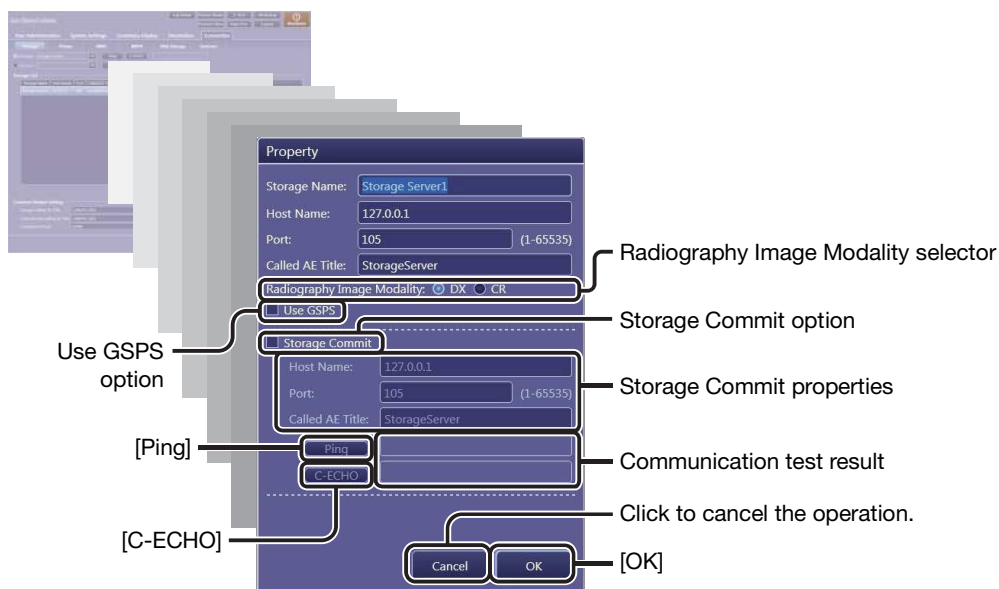 Property
Storage Name: Storage Server1
Host Name: 127.0.0.1
Port: 105 (1-65535)
Called AE Title: StorageServer
Radiography Image Modality: DX CR
Use GSPS
Storage Commit
Host Name: 127.0.0.1
Port: 105 (1-65535)
Called AE Title: StorageServer
Ping
C-ECHO
Cancel OK
Radiography Image Modality selector
Storage Commit option
Use GSPS
option
Storage Commit properties
[Ping]
Communication test result
Click to cancel the operation.
[C-ECHO]
[OK]